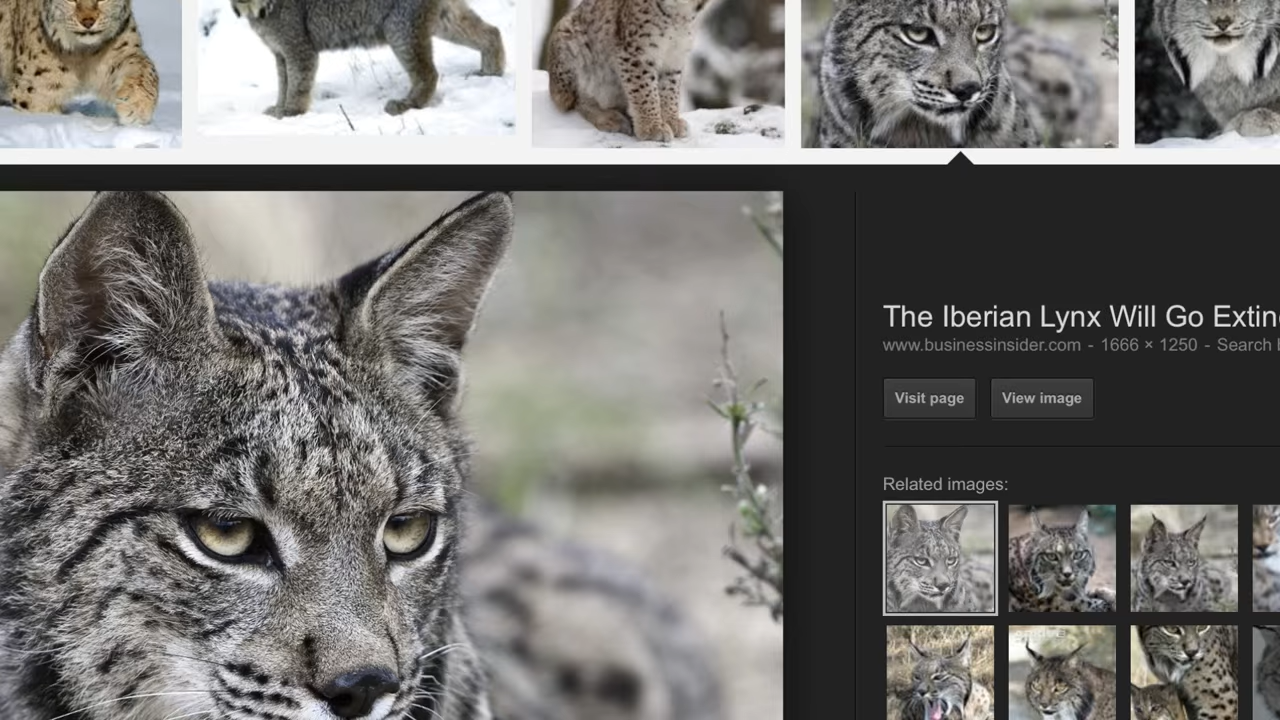 The Iberian Lynx Will Go Extin
www.businessinsider.com - 1666 × 1250 - Search
Visit page
View image
Related images: